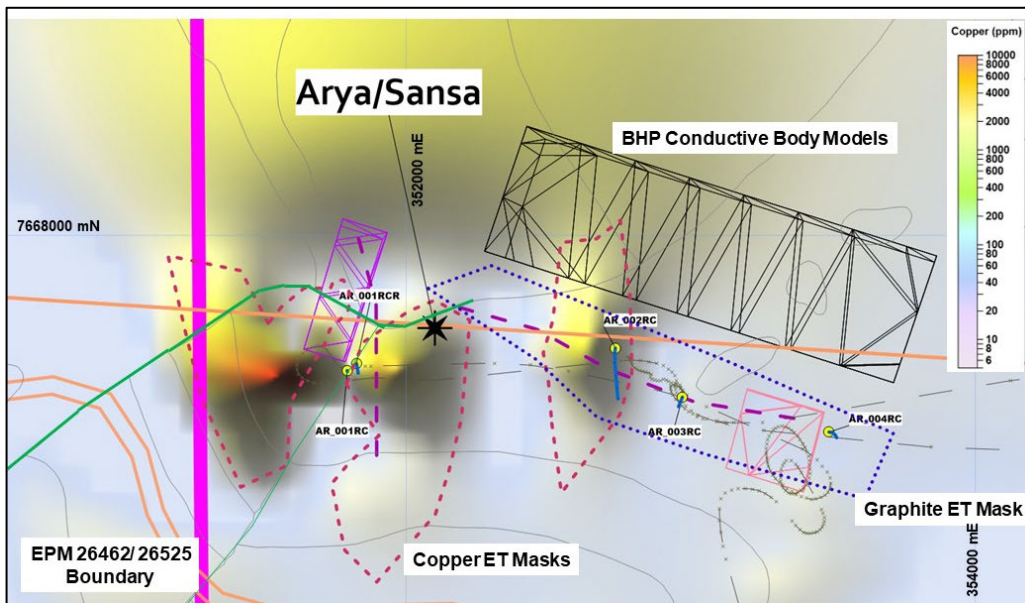 Copper (ppm)
10000
8000
6000
4000
2000
1000
800
600
400
200
100
80
60
40
20
10
8
6
Arya/Sansa
352000 mE
BHP Conductive Body Models
7668000 mN
AR_001RCR
AR_002RC
AR_001RC
AR_003RC
AR_004RC
Graphite ET Mask
EPM 26462/26525
Boundary
Copper ET Masks
354000 mE